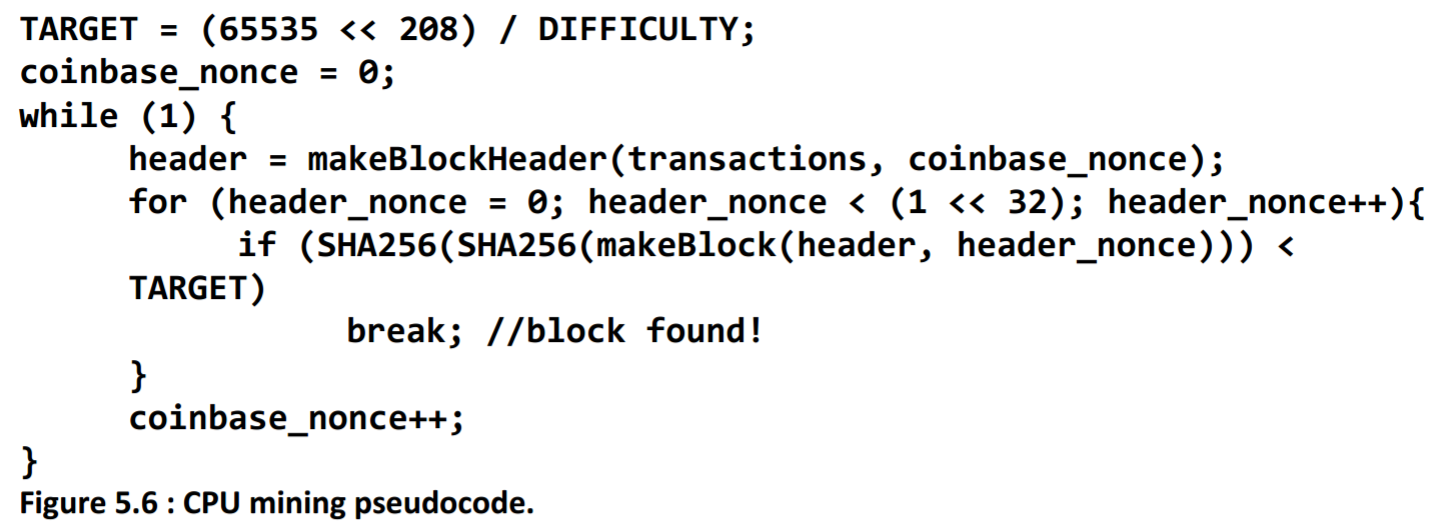 TARGET = (65535 << 208) / DIFFICULTY;
coinbase_nonce = 0;
while (1) {
header = makeBlockHeader(transactions, coinbase_nonce);
for (header_nonce = 0; header_nonce < (1 << 32); header_nonce++){
if (SHA256(SHA256(makeBlock(header, header_nonce))) <
TARGET)
break; //block found!
}
coinbase_nonce++;
}
Figure 5.6 : CPU mining pseudocode.